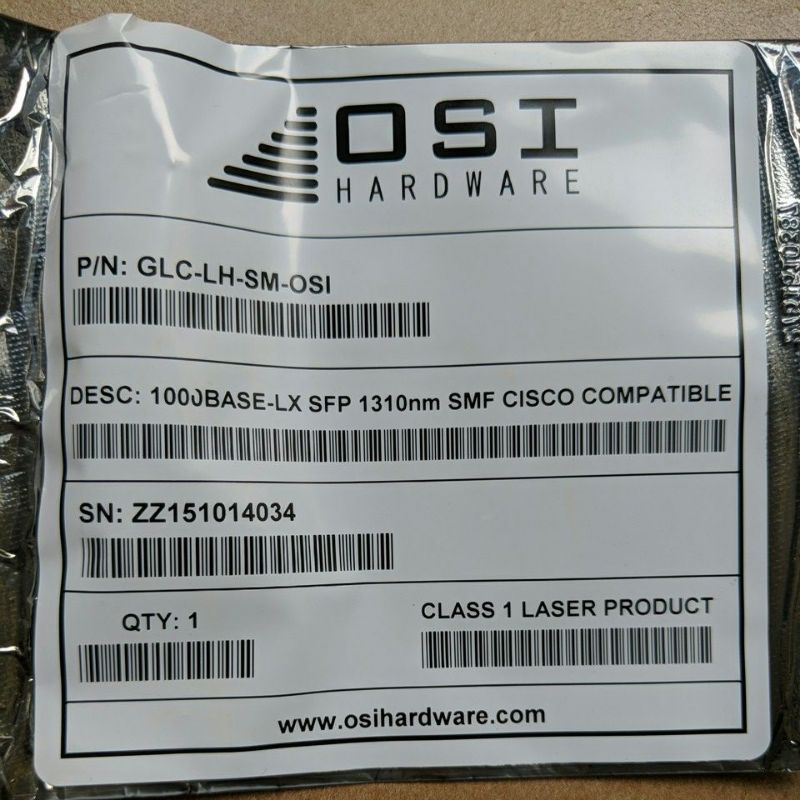 OSI
HARDWARE
P/N: GLC-LH-SM-OSI
DESC: 1000BASE-LX SFP 1310nm SMF CISCO COMPATIBLE
SN: ZZ151014034
QTY: 1
CLASS 1 LASER PRODUCT
www.osihardware.com